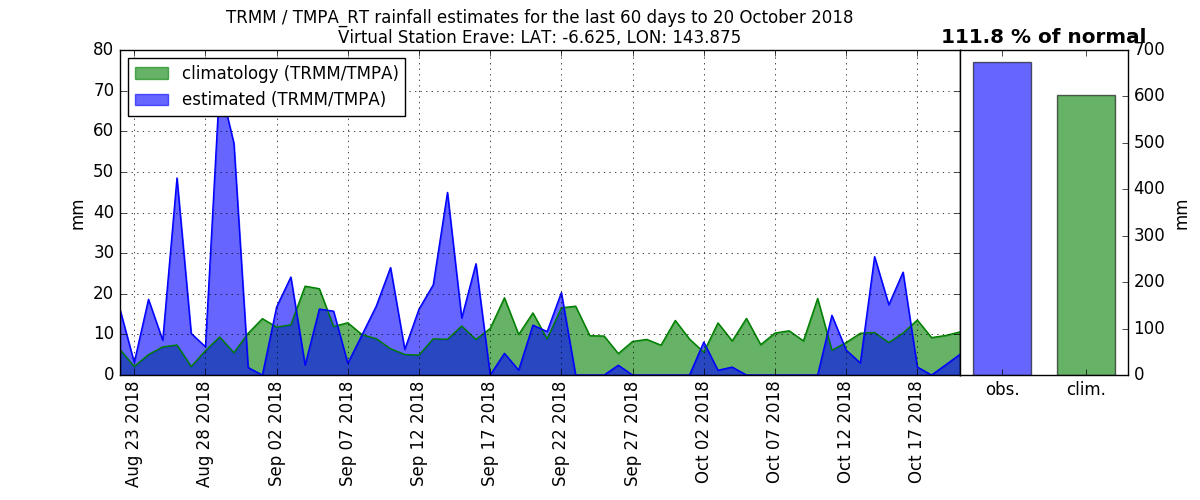 TRMM / TMPA_RT rainfall estimates for the last 60 days to 20 October 2018
Virtual Station Erave: LAT: -6.625, LON: 143.875
111.8 % of normal
climatology (TRMM/TMPA)
estimated (TRMM/TMPA)
mm
80
70
60
50
40
30
20
10
0
Aug 23 2018
Aug 28 2018
Sep 02 2018
Sep 07 2018
Sep 12 2018
Sep 17 2018
Sep 22 2018
Sep 27 2018
Oct 02 2018
Oct 07 2018
Oct 12 2018
Oct 17 2018
obs.
clim.
700
600
500
400
300
200
100
0
mm